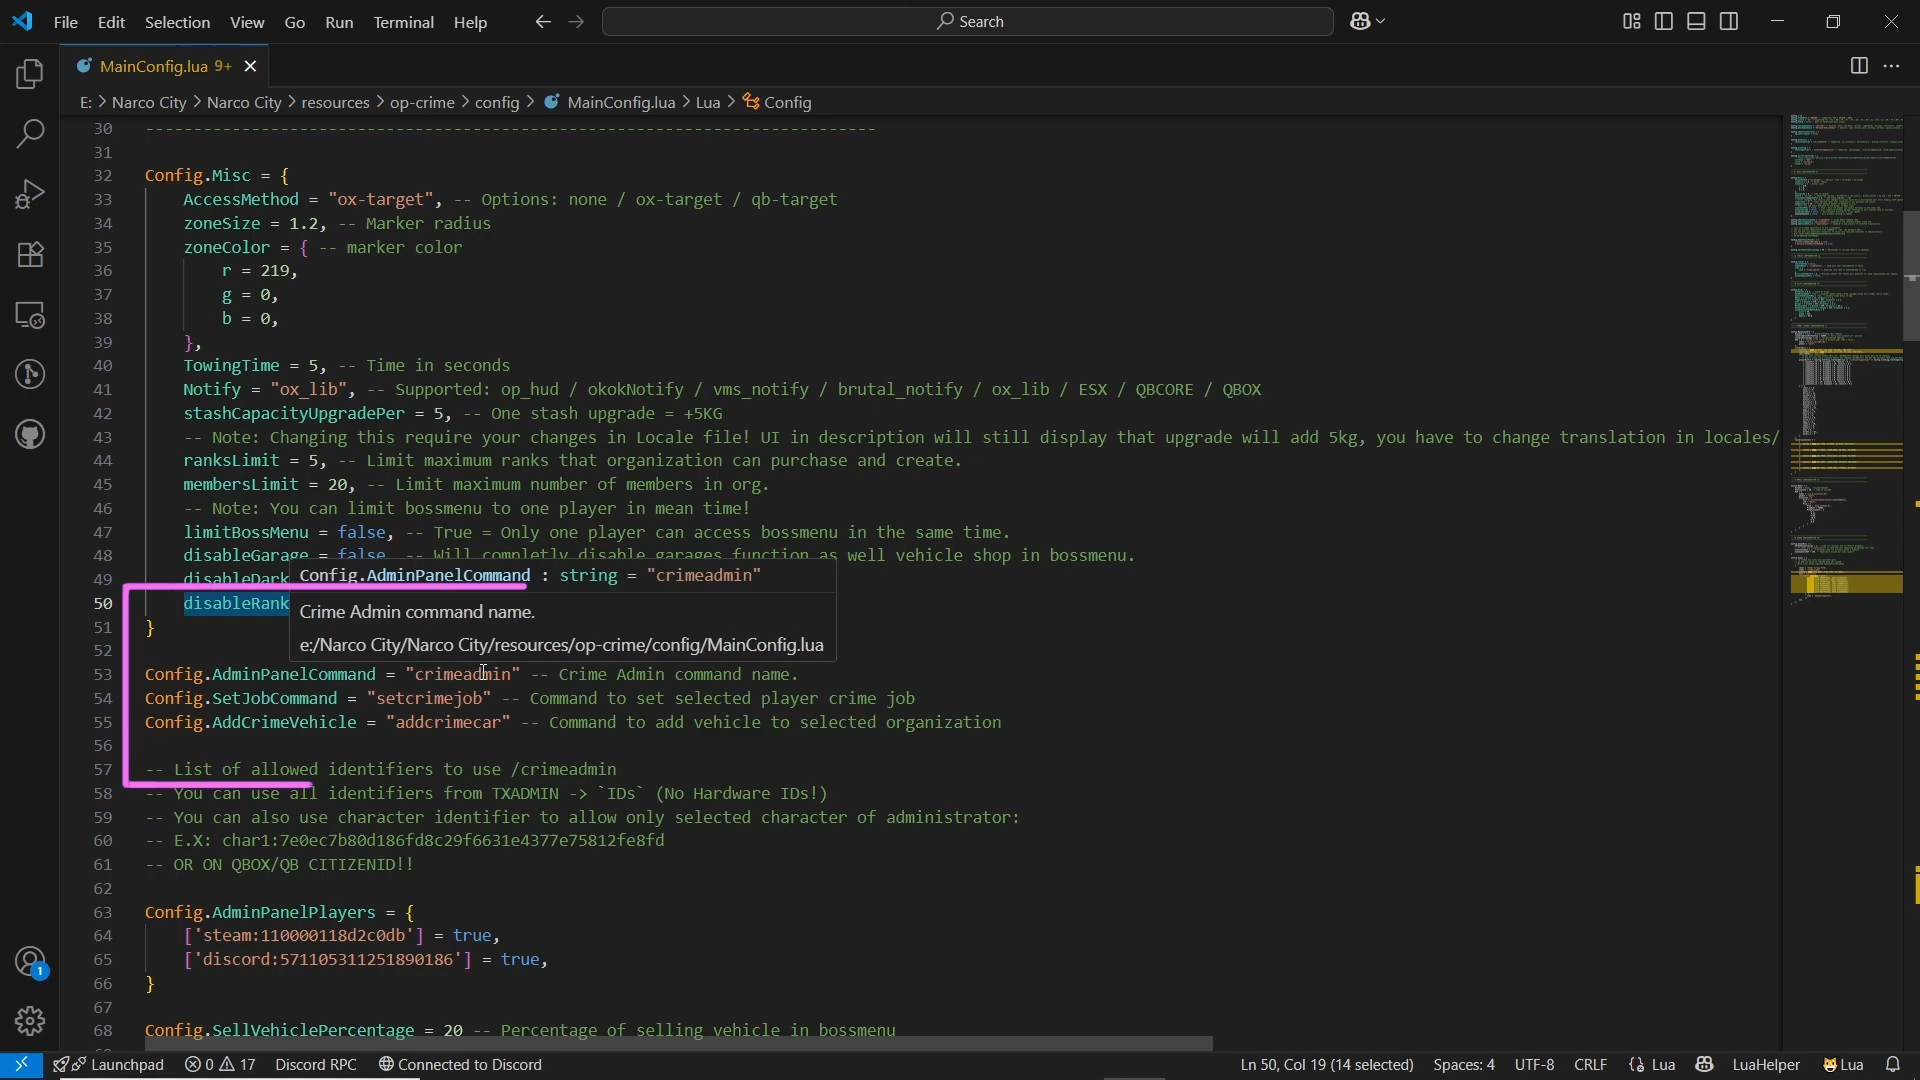 File Edit Selection View Go Run Terminal Help Search
MainConfig.lua 9+
E: > Narco City > Narco City > resources > op-crime > config > MainConfig.lua > Lua > Config
30 ----------------------------------------------------------------------------
31
32 Config.Misc = {
33 AccessMethod = "ox-target", -- Options: none / ox-target / qb-target
34 zoneSize = 1.2, -- Marker radius
35 zoneColor = { -- marker color
36 r = 219,
37 g = 0,
38 b = 0,
39 },
40 TowingTime = 5, -- Time in seconds
41 Notify = "ox_lib", -- Supported: op_hud / okokNotify / vms_notify / brutal_notify / ox_lib / ESX / QBCORE / QBOX
42 stashCapacityUpgradePer = 5, -- One stash upgrade = +5KG
43 -- Note: Changing this require your changes in Locale file! UI in description will still display that upgrade will add 5kg, you have to change translation in locales/
44 ranksLimit = 5, -- Limit maximum ranks that organization can purchase and create.
45 membersLimit = 20, -- Limit maximum number of members in org.
46 -- Note: You can limit bossmenu to one player in mean time!
47 limitBossMenu = false, -- True = Only one player can access bossmenu in the same time.
48 disableGarage = false, -- Will completly disable garages function as well vehicle shop in bossmenu.
49 disableDark
Config.AdminPanelCommand : string = "crimeadmin"
50 disableRank
Crime Admin command name.
51 }
e:/Narco City/Narco City/resources/op-crime/config/MainConfig.lua
52
53 Config.AdminPanelCommand = "crimeadmin" -- Crime Admin command name.
54 Config.SetJobCommand = "setcrimejob" -- Command to set selected player crime job
55 Config.AddCrimeVehicle = "addcrimecar" -- Command to add vehicle to selected organization
56
57 -- List of allowed identifiers to use /crimeadmin
58 -- You can use all identifiers from TXADMIN -> `IDs` (No Hardware IDs!)
59 -- You can also use character identifier to allow only selected character of administrator:
60 -- E.X: char1:7e0ec7b80d186fd8c29f6631e4377e75812fe8fd
61 -- OR ON QBOX/QB CITIZENID!!
62
63 Config.AdminPanelPlayers = {
64 ['steam:110000118d2c0db'] = true,
65 ['discord:571105311251890186'] = true,
66 }
67
68 Config.SellVehiclePercentage = 20 -- Percentage of selling vehicle in bossmenu
1
Launchpad 0 17 Discord RPC Connected to Discord Ln 50, Col 19 (14 selected) Spaces: 4 UTF-8 CRLF {} Lua LuaHelper Lua